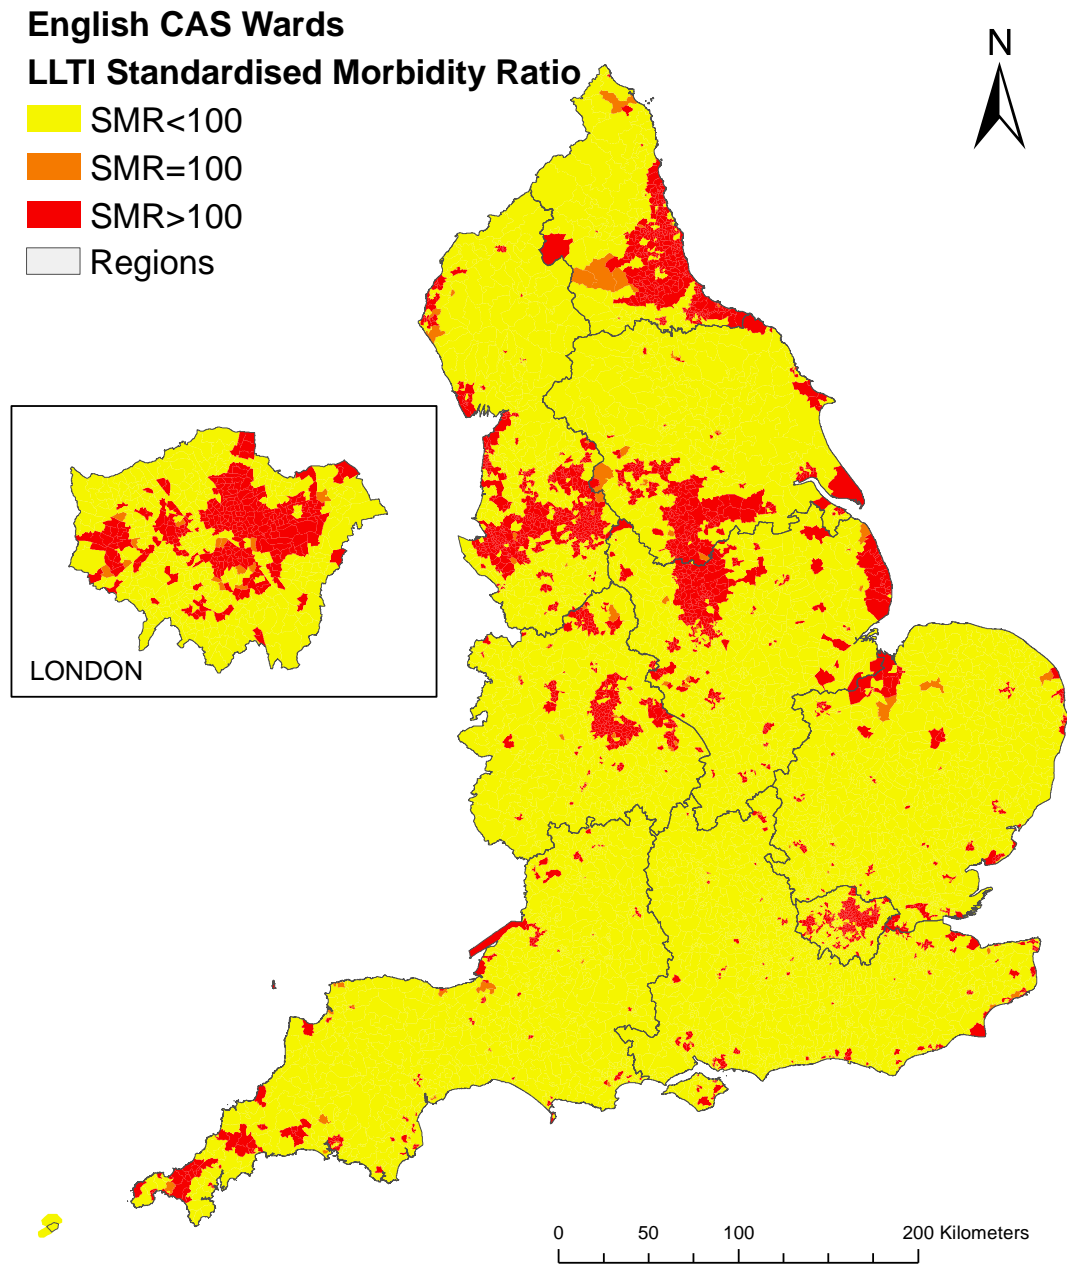 English CAS Wards
LLTI Standardised Morbidity Ratio
SMR<100
SMR=100
SMR>100
Regions
N
LONDON
0 50 100 200 Kilometers